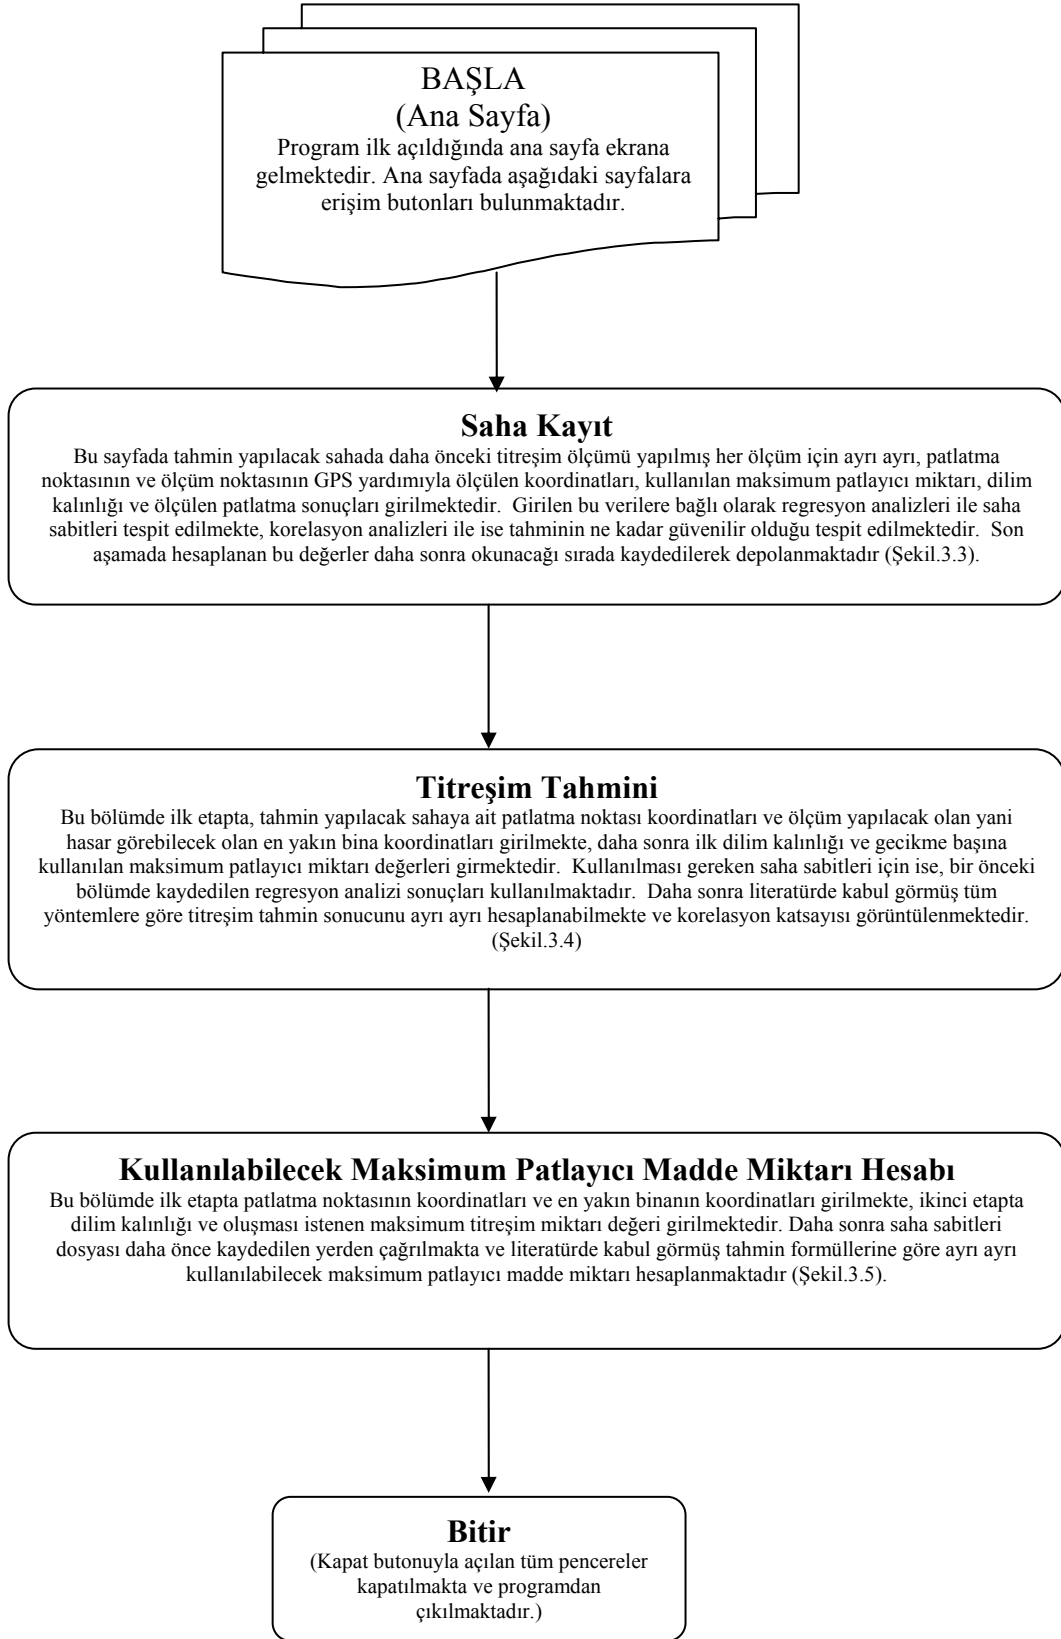 BAŞLA
(Ana Sayfa)
Program ilk açıldığında ana sayfa ekrana
gelmektedir. Ana sayfada aşağıdaki sayfalara
erişim butonları bulunmaktadır.
Saha Kayıt
Bu sayfada tahmin yapılacak sahada daha önceki titreşim ölçümü yapılmış her ölçüm için ayrı ayrı, patlatma
noktasının ve ölçüm noktasının GPS yardımıyla ölçülen koordinatları, kullanılan maksimum patlayıcı miktarı, dilim
kalınlığı ve ölçülen patlatma sonuçları girilmektedir. Girilen bu verilere bağlı olarak regresyon analizleri ile saha
sabitleri tespit edilmekte, korelasyon analizleri ile ise tahminin ne kadar güvenilir olduğu tespit edilmektedir. Son
aşamada hesaplanan bu değerler daha sonra okunacağı sırada kaydedilerek depolanmaktadır (Şekil.3.3).
Titreşim Tahmini
Bu bölümde ilk etapta, tahmin yapılacak sahaya ait patlatma noktası koordinatları ve ölçüm yapılacak olan yani
hasar görebilecek olan en yakın bina koordinatları girilmekte, daha sonra ilk dilim kalınlığı ve gecikme başına
kullanılan maksimum patlayıcı miktarı değerleri girmektedir. Kullanılması gereken saha sabitleri için ise, bir önceki
bölümde kaydedilen regresyon analizi sonuçları kullanılmaktadır. Daha sonra literatürde kabul görmüş tüm
yöntemlere göre titreşim tahmin sonucunu ayrı ayrı hesaplanabilmekte ve korelasyon katsayısı görüntülenmektedir.
(Şekil.3.4)
Kullanılabilecek Maksimum Patlayıcı Madde Miktarı Hesabı
Bu bölümde ilk etapta patlatma noktasının koordinatları ve en yakın binanın koordinatları girilmekte, ikinci etapta
dilim kalınlığı ve oluşması istenen maksimum titreşim miktarı değeri girilmektedir. Daha sonra saha sabitleri
dosyası daha önce kaydedilen yerden çağrılmakta ve literatürde kabul görmüş tahmin formüllerine göre ayrı ayrı
kullanılabilecek maksimum patlayıcı madde miktarı hesaplanmaktadır (Şekil.3.5).
Bitir
(Kapat butonuyla açılan tüm pencereler
kapatılmakta ve programdan
çıkılmaktadır.)